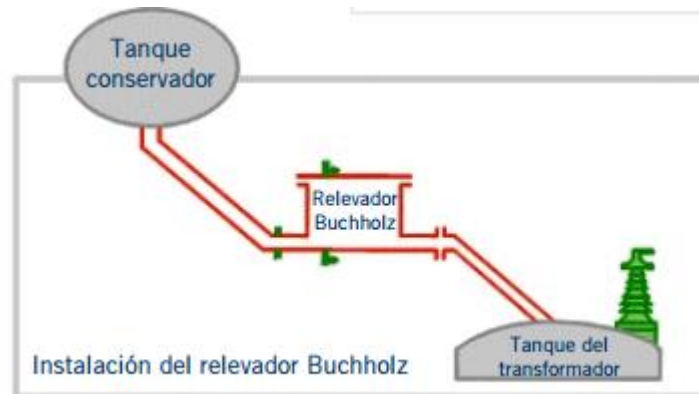 Tanque
conservador
Relevador
Buchholz
Tanque del
transformador
Instalación del relevador Buchholz